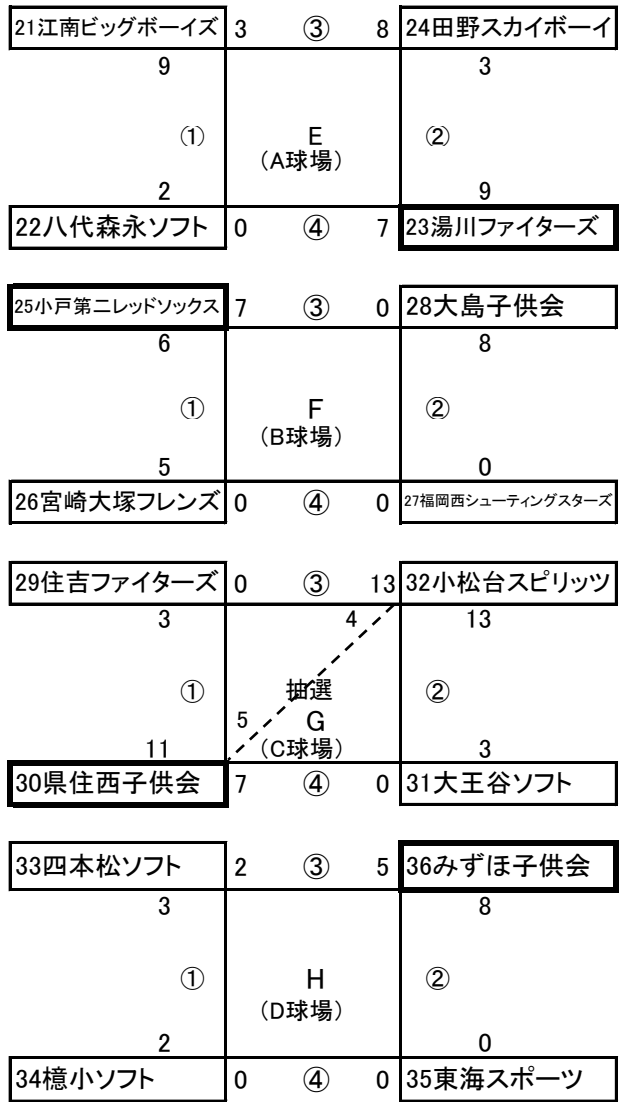 21江南ビッグボーイズ 3 ③ 8 24田野スカイボーイ
9 3
① E ②
(A球場)
2 9
22八代森永ソフト 0 ④ 7 23湯川ファイターズ
25小戸第二レッドソックス 7 ③ 0 28大島子供会
6 8
① F ②
(B球場)
5 0
26宮崎大塚フレンズ 0 ④ 0 27福岡西シューティングスターズ
29住吉ファイターズ 0 ③ 13 32小松台スピリッツ
3 4 13
① 抽選 ②
5 G
(C球場)
11 3
30県住西子供会 7 ④ 0 31大王谷ソフト
33四本松ソフト 2 ③ 5 36みずほ子供会
3 8
① H ②
(D球場)
2 0
34檍小ソフト 0 ④ 0 35東海スポーツ